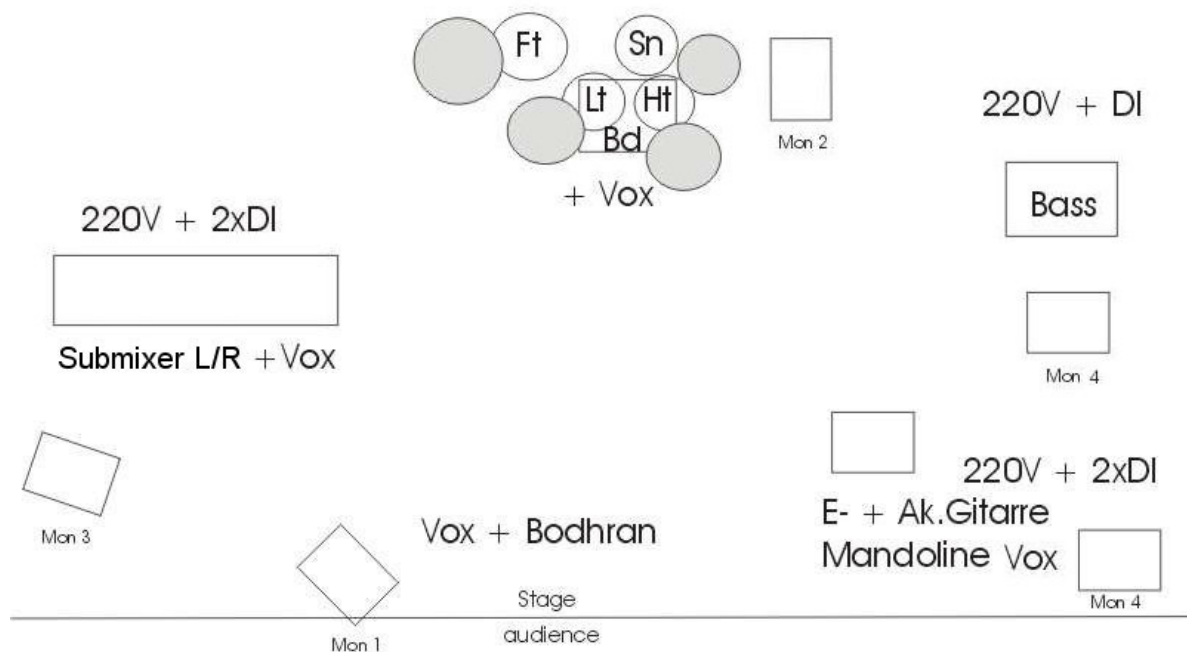 Ft
Sn
Lt
Ht
Bd
+ Vox
Mon 2
220V + DI
Bass
220V + 2xDI
Submixer L/R + Vox
Mon 4
Mon 3
Vox + Bodhran
220V + 2xDI
E- + Ak.Gitarre
Mandoline Vox
Mon 4
Stage
audience
Mon 1